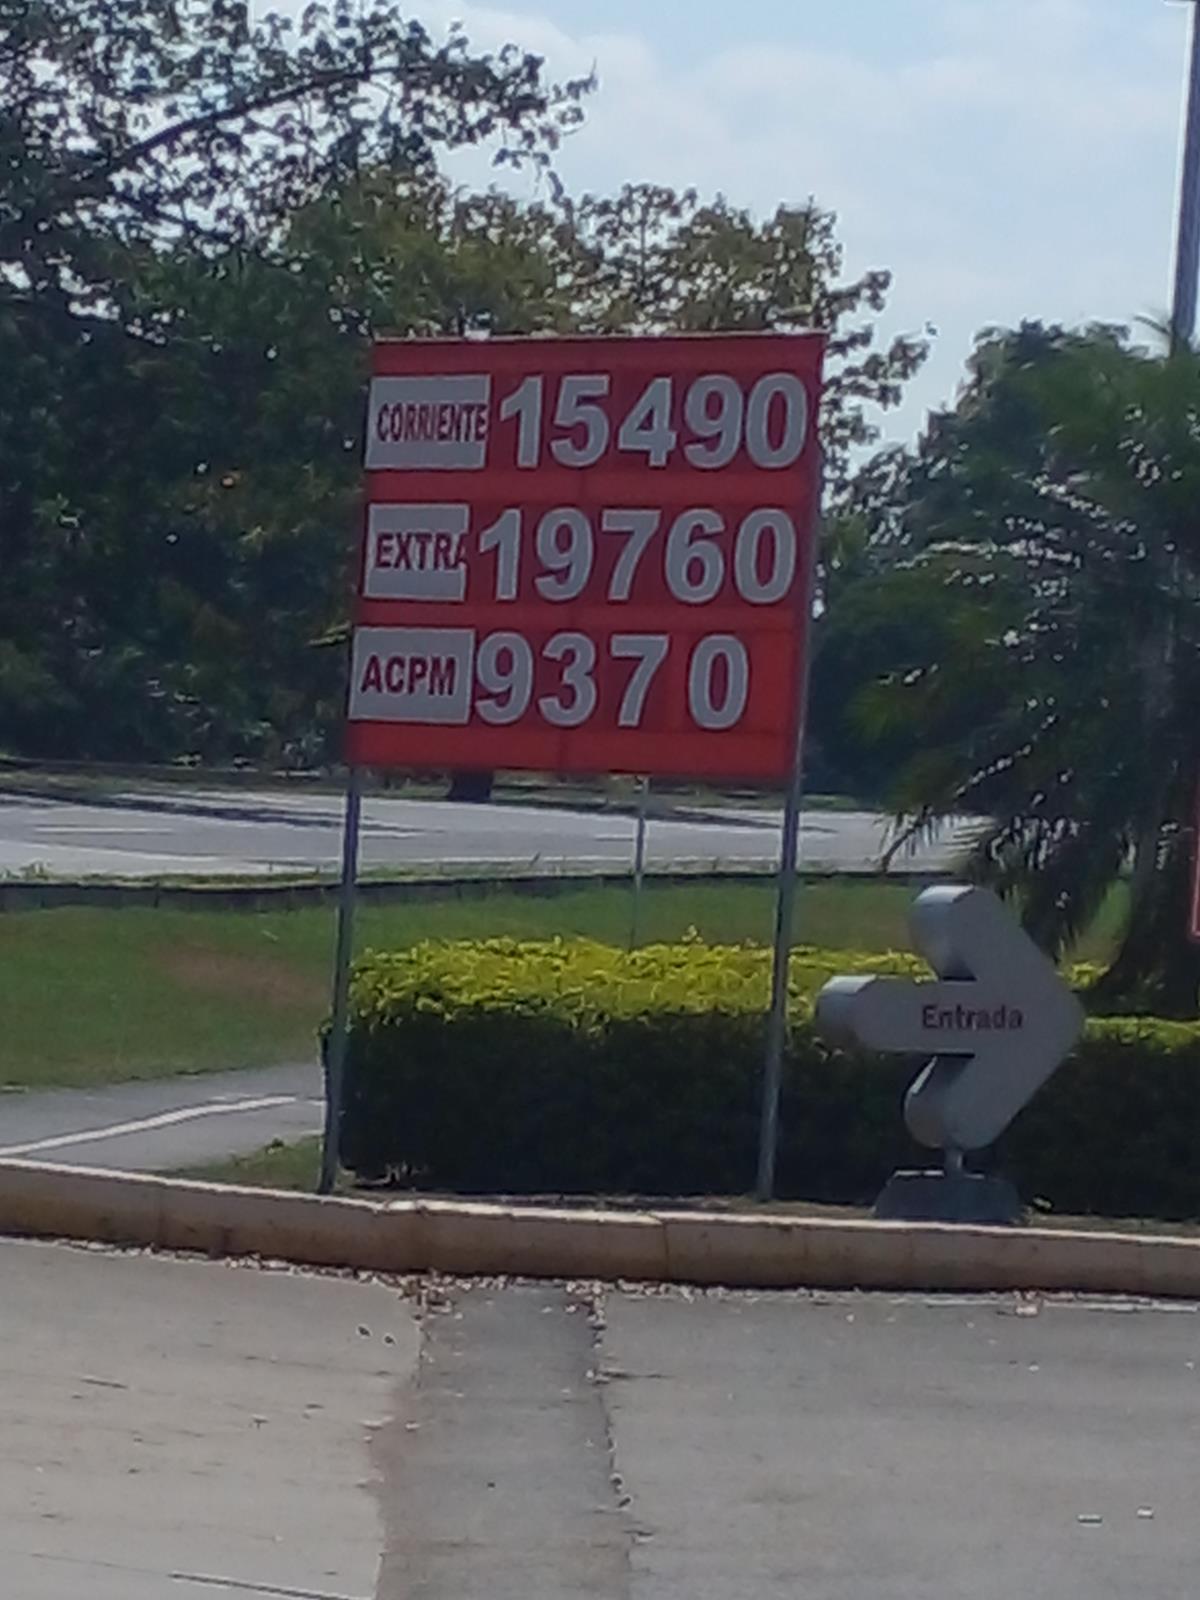 CORRIENTE 15490
EXTRA 19760
ACPM 9370
Entrada